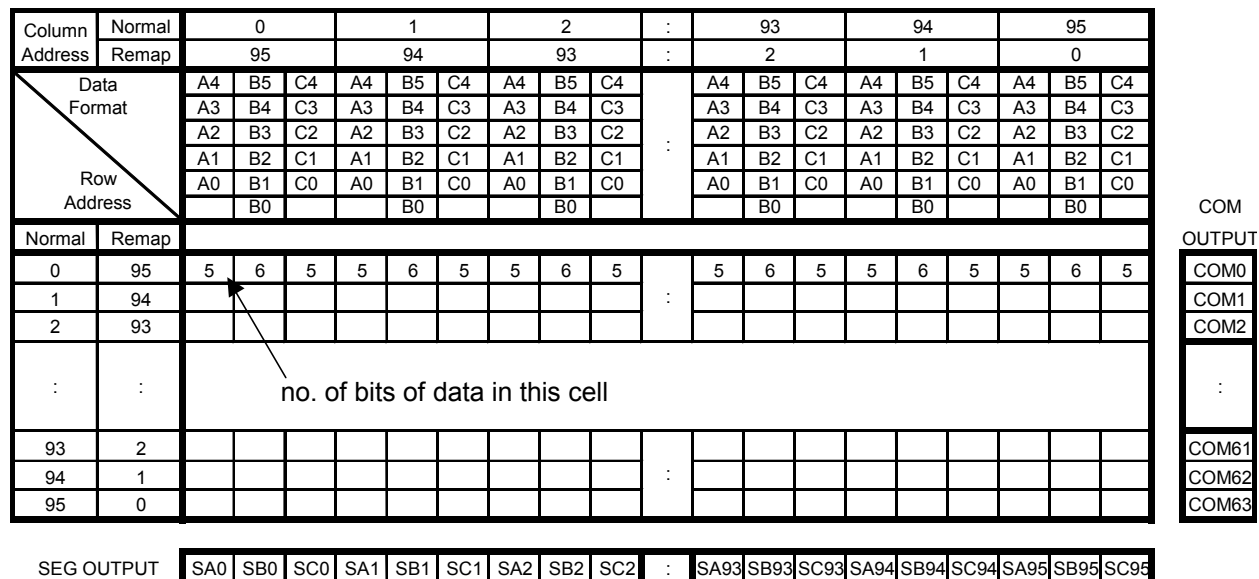 Column Address Normal 0 1 2 : 93 94 95
Remap 95 94 93 : 2 1 0
Data Format A4 B5 C4 A4 B5 C4 A4 B5 C4 : A4 B5 C4 A4 B5 C4 A4 B5 C4
A3 B4 C3 A3 B4 C3 A3 B4 C3 A3 B4 C3 A3 B4 C3 A3 B4 C3
A2 B3 C2 A2 B3 C2 A2 B3 C2 A2 B3 C2 A2 B3 C2 A2 B3 C2
A1 B2 C1 A1 B2 C1 A1 B2 C1 A1 B2 C1 A1 B2 C1 A1 B2 C1
Row Address A0 B1 C0 A0 B1 C0 A0 B1 C0 A0 B1 C0 A0 B1 C0 A0 B1 C0
B0 B0 B0 B0 B0 B0 COM
Normal Remap OUTPUT
0 95 5 6 5 5 6 5 5 6 5 : 5 6 5 5 6 5 5 6 5 COM0
1 94 COM1
2 93 COM2
: : no. of bits of data in this cell :
93 2 : COM61
94 1 COM62
95 0 COM63
SEG OUTPUT SA0 SB0 SC0 SA1 SB1 SC1 SA2 SB2 SC2 : SA93 SB93 SC93 SA94 SB94 SC94 SA95 SB95 SC95